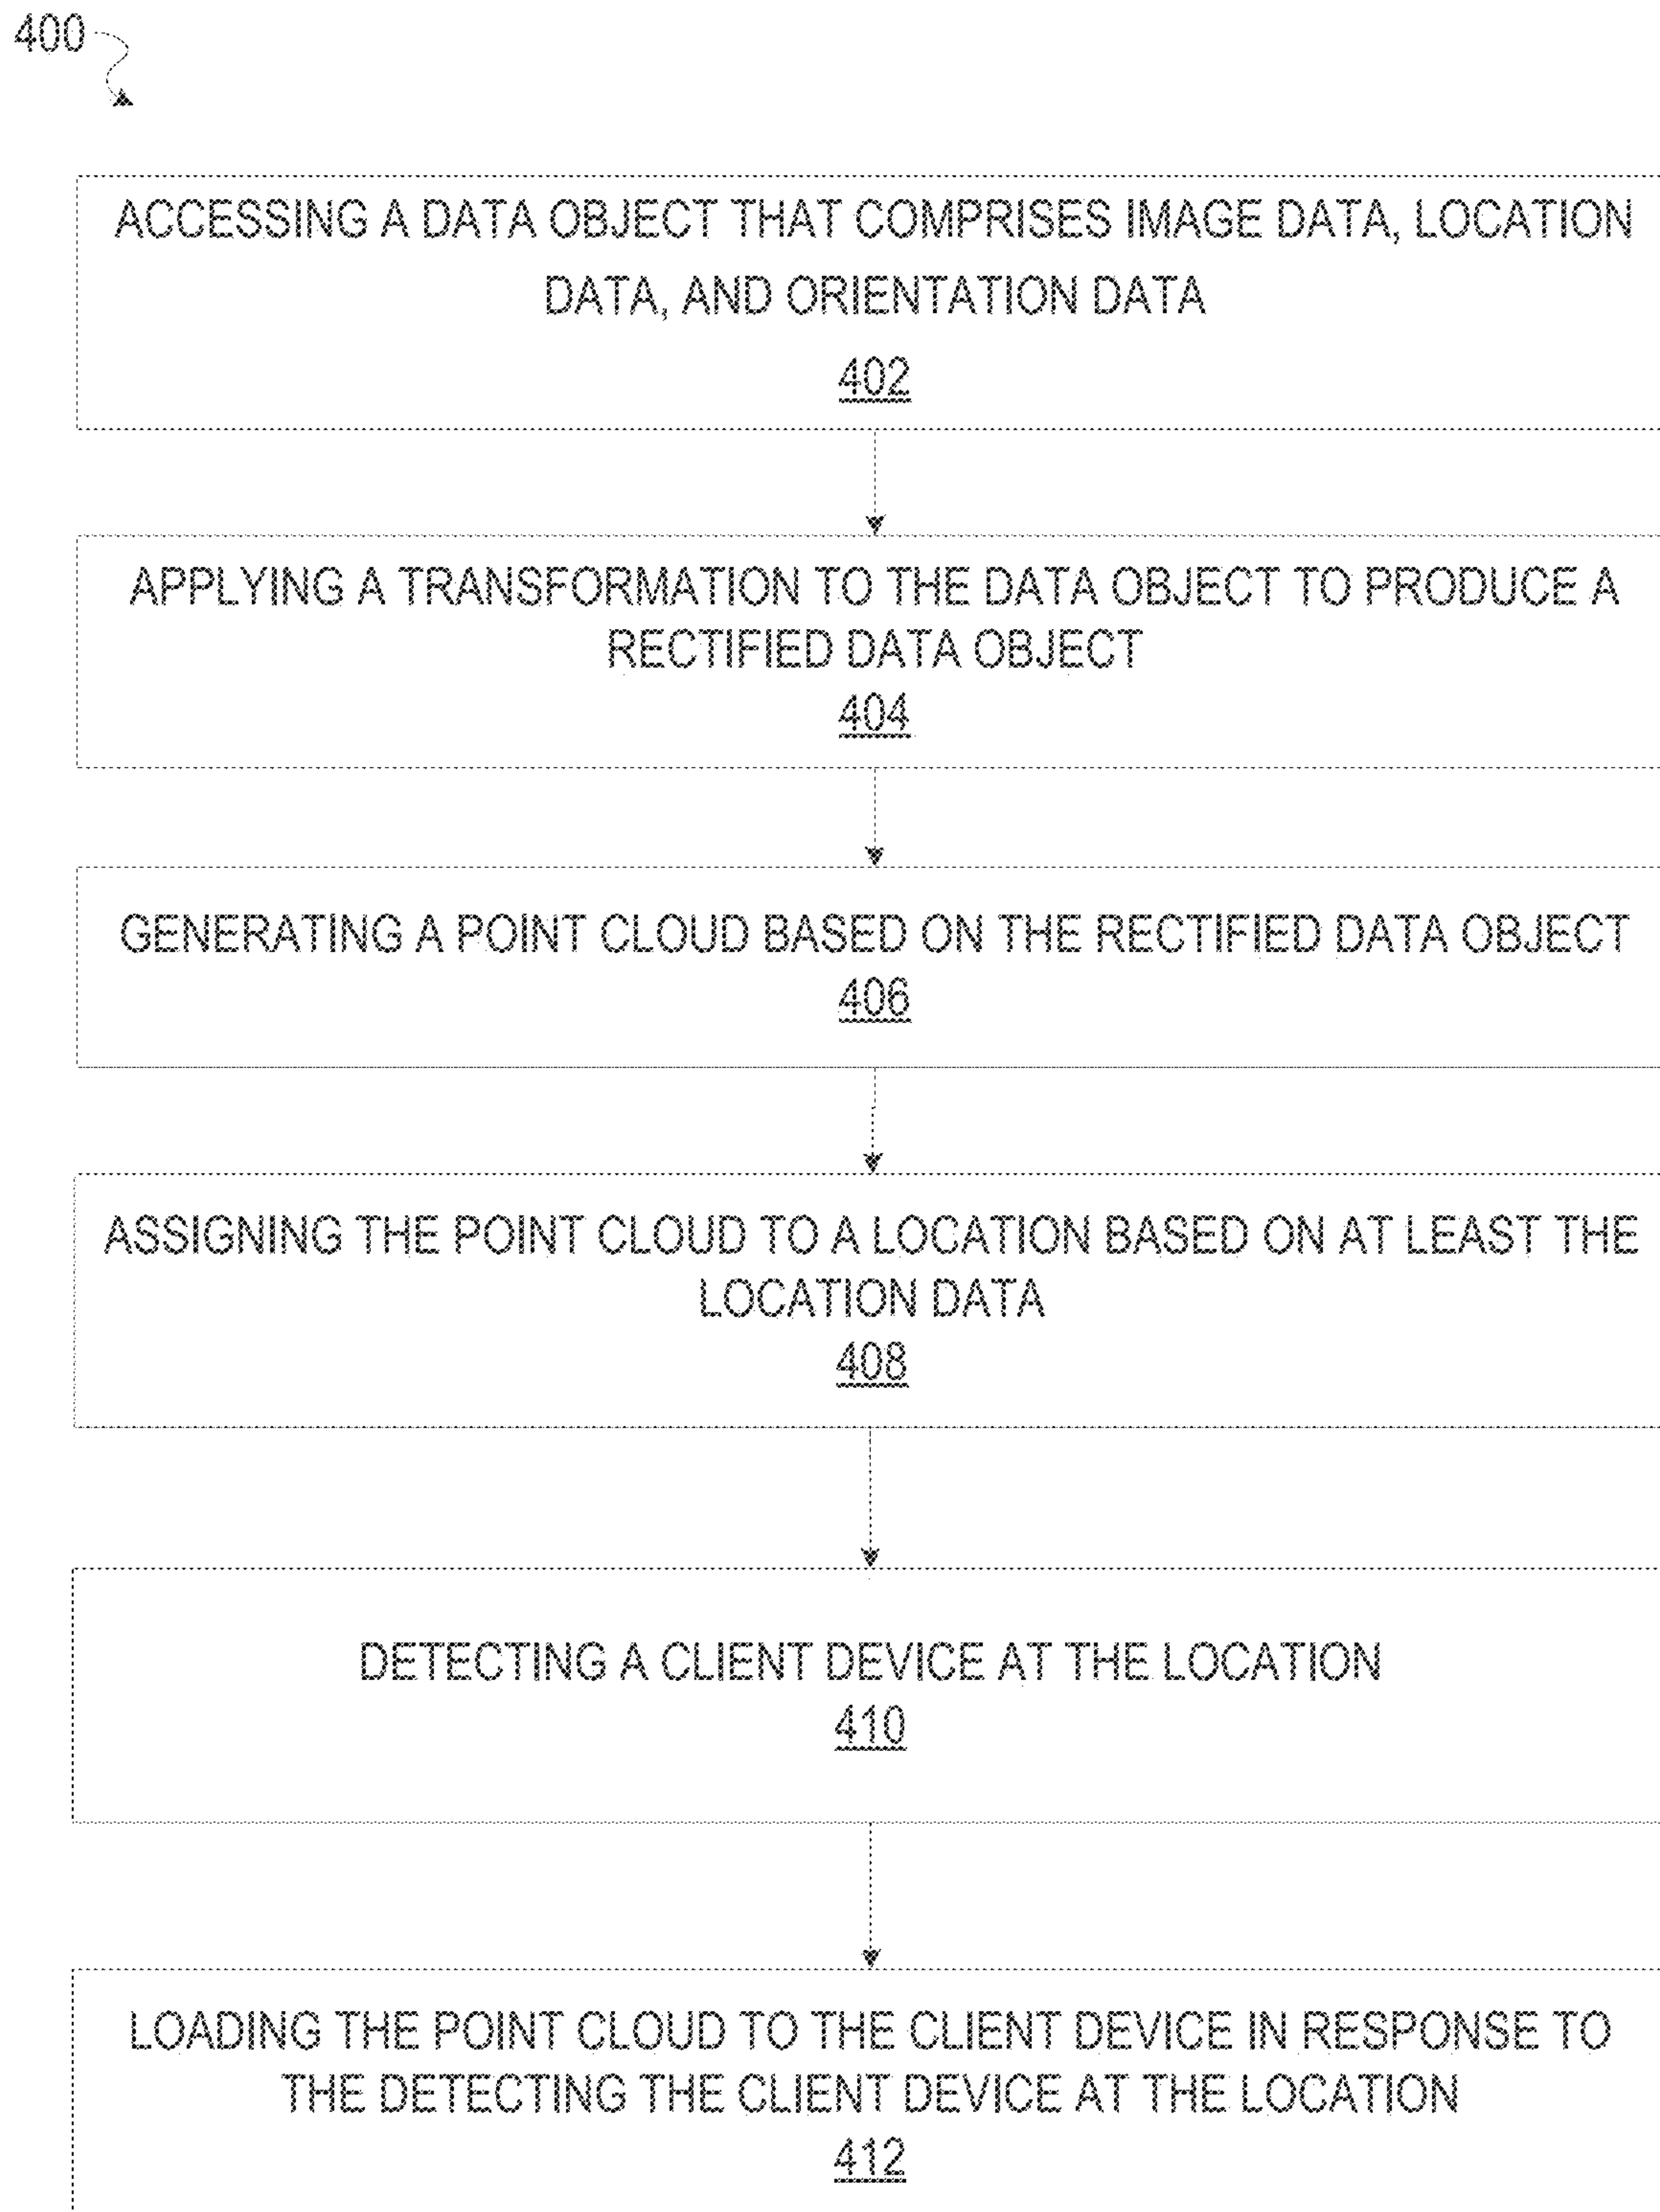 400
ACCESSING A DATA OBJECT THAT COMPRISES IMAGE DATA, LOCATION
DATA, AND ORIENTATION DATA
402
APPLYING A TRANSFORMATION TO THE DATA OBJECT TO PRODUCE A
RECTIFIED DATA OBJECT
404
GENERATING A POINT CLOUD BASED ON THE RECTIFIED DATA OBJECT
406
ASSIGNING THE POINT CLOUD TO A LOCATION BASED ON AT LEAST THE
LOCATION DATA
408
DETECTING A CLIENT DEVICE AT THE LOCATION
410
LOADING THE POINT CLOUD TO THE CLIENT DEVICE IN RESPONSE TO
THE DETECTING THE CLIENT DEVICE AT THE LOCATION
412